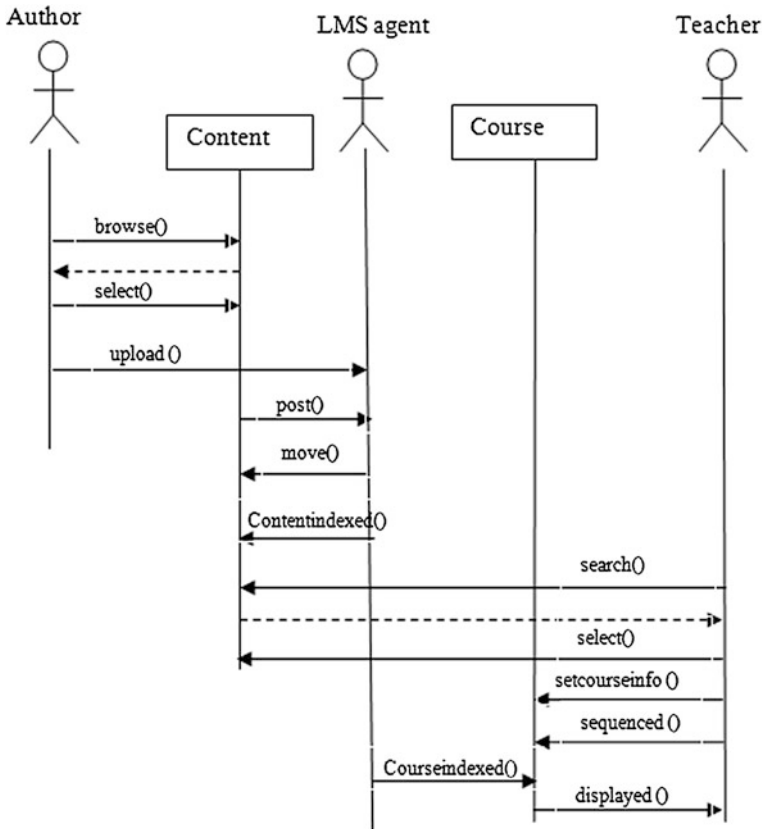 Author
LMS agent
Teacher
Content
Course
browse()
select()
upload ()
post()
move()
Contentindexed()
search()
select()
setcourseinfo ()
sequenced ()
Courseindexed()
displayed ()